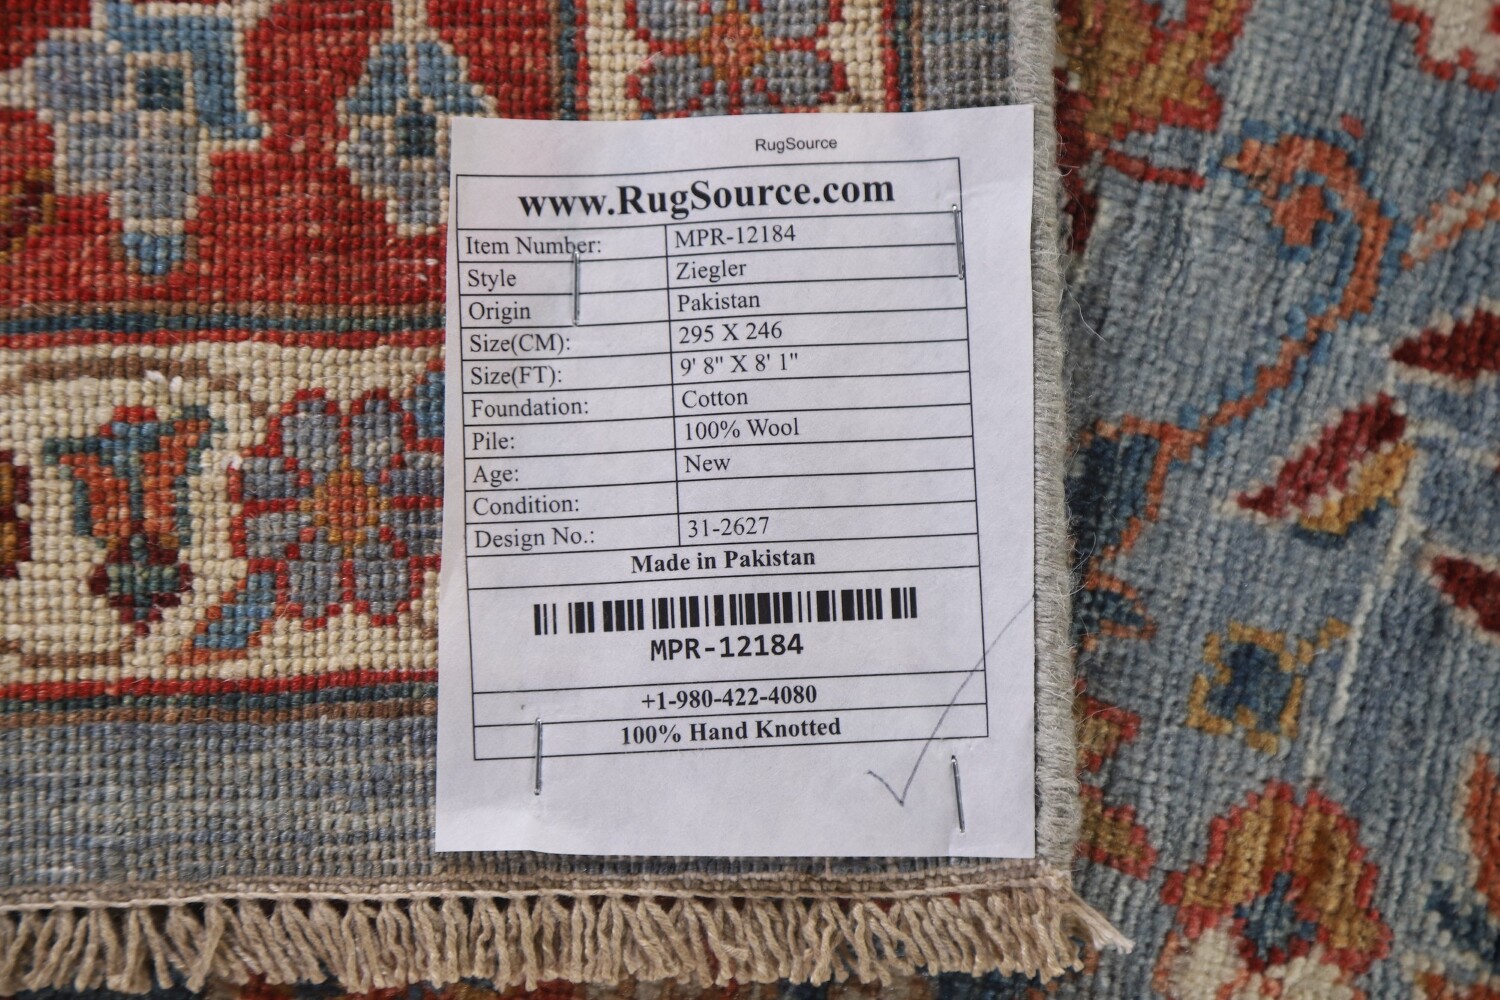 RugSource
www.RugSource.com
Item Number: MPR-12184
Style Ziegler
Origin Pakistan
Size(CM): 295 X 246
Size(FT): 9' 8" X 8' 1"
Foundation: Cotton
Pile: 100% Wool
Age: New
Condition:
Design No.: 31-2627
Made in Pakistan
MPR-12184
+1-980-422-4080
100% Hand Knotted